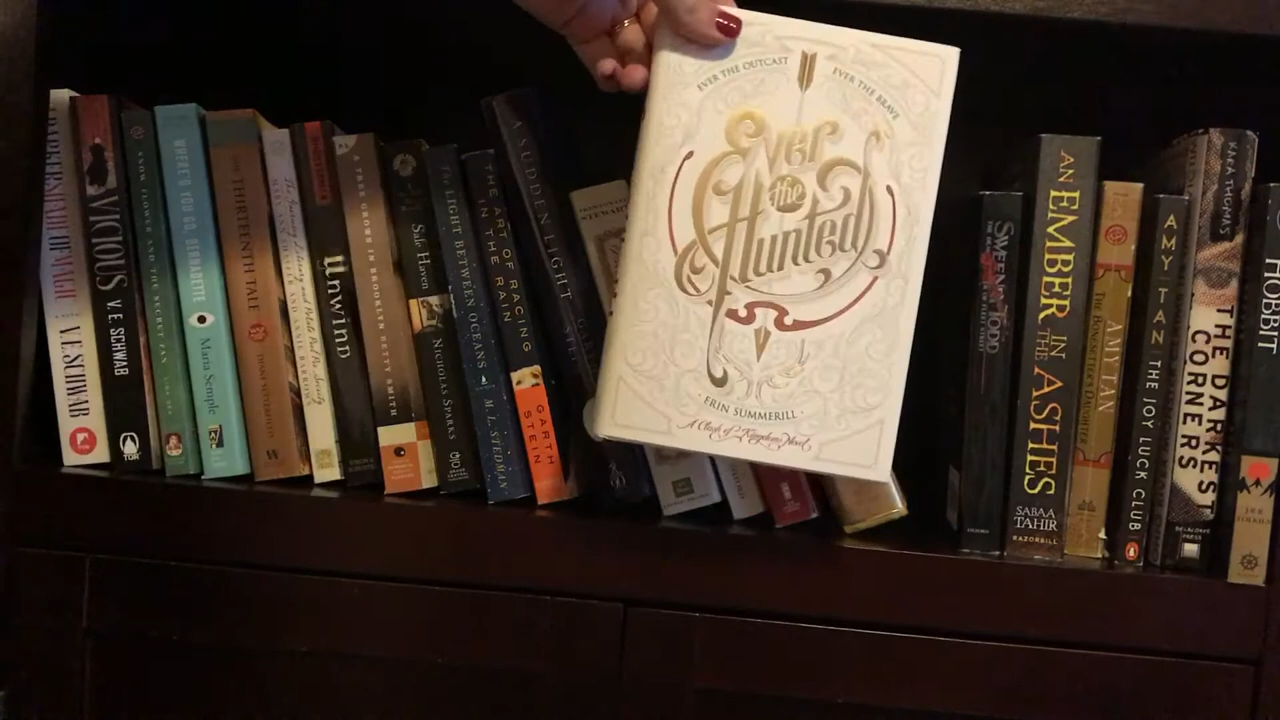 EVER THE OUTCAST
EVER THE BRAVE
Ever
the
Hunted
ERIN SUMMERILL
A Clash of Kingdoms Novel
V.E.SCHWAB
VICIOUS V. E. SCHWAB
TOR
SNOW FLOWER AND THE SECRET FAN
WHERE'D YOU GO, BERNADETTE
Maria Semple
THIRTEENTH TALE
DIANE SETTERFIELD
unwind
A TREE GROWS IN BROOKLYN BETTY SMITH
Safe Haven
NICHOLAS SPARKS
THE LIGHT BETWEEN OCEANS
M. L. STEDMAN
THE ART OF RACING
IN THE RAIN
GARTH
STEIN
A SUDDEN LIGHT
STEWART
SWEENEY TODD
AN EMBER IN THE ASHES
SABAA
TAHIR
RAZORBILL
AMY TAN
The Bonesetter's Daughter
AMY TAN THE JOY LUCK CLUB
KARA THOMAS
THE DARKEST
CORNERS
DELACORTE
PRESS
HOBBIT
J.R.R.
TOLKIEN